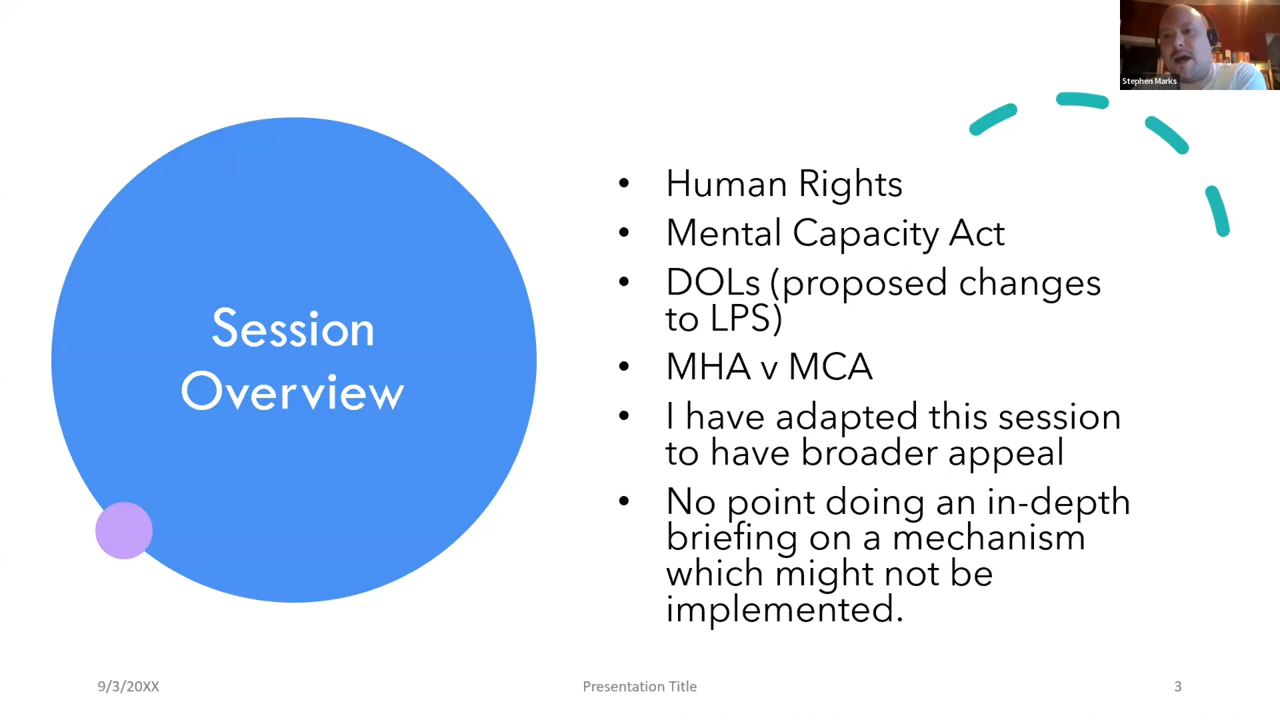 Stephen Marks
Session
Overview
• Human Rights
• Mental Capacity Act
• DOLs (proposed changes
to LPS)
• MHA v MCA
• I have adapted this session
to have broader appeal
• No point doing an in-depth
briefing on a mechanism
which might not be
implemented.
9/3/20XX
Presentation Title
3